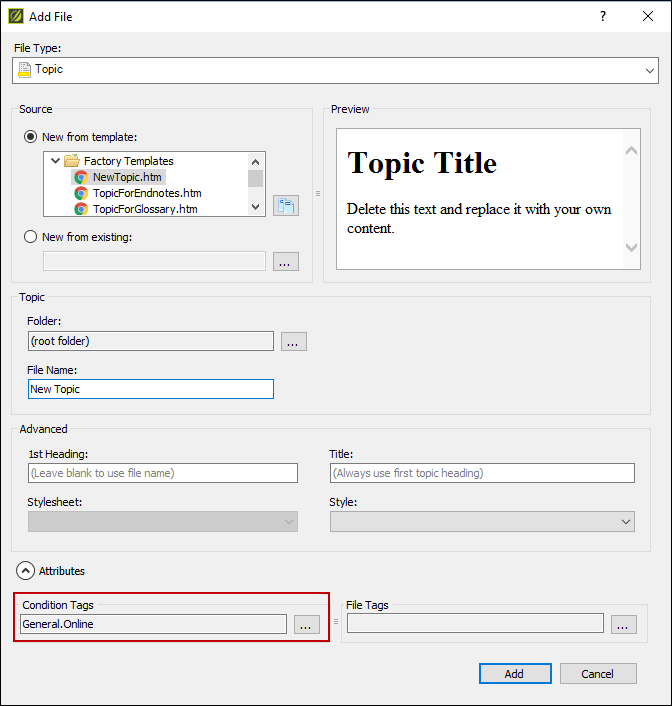 Add File
?
File Type:
Topic
Source
New from template:
Factory Templates
NewTopic.htm
TopicForEndnotes.htm
TopicForGlossary.htm
New from existing:
...
Preview
Topic Title
Delete this text and replace it with your own
content.
Topic
Folder:
(root folder)
...
File Name:
New Topic
Advanced
1st Heading:
(Leave blank to use file name)
Title:
(Always use first topic heading)
Stylesheet:
Style:
Attributes
Condition Tags
General.Online
...
File Tags
...
Add
Cancel